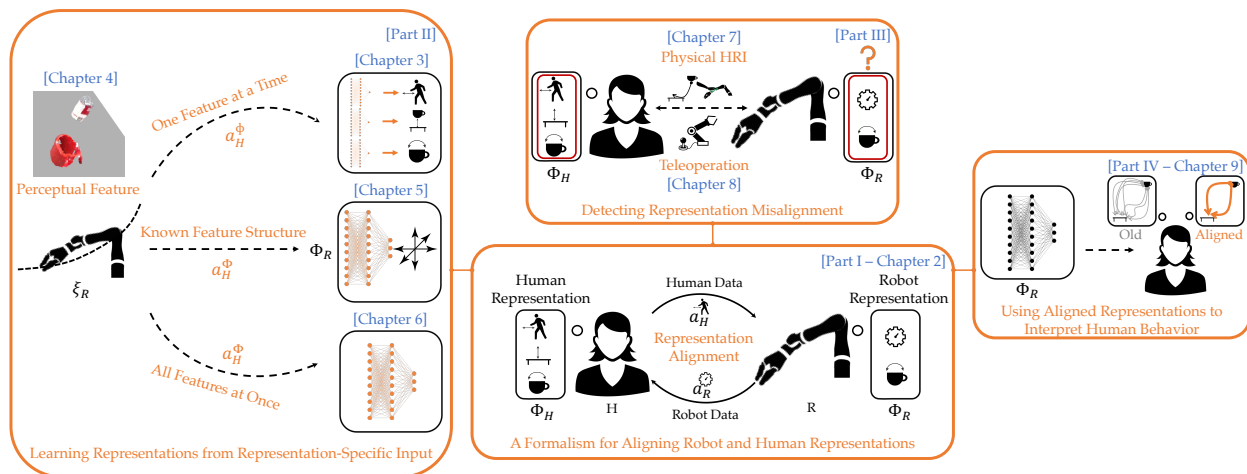 [Part II]
[Chapter 4]
[Chapter 3]
One Feature at a Time
a_H^ϕ
Perceptual Feature
[Chapter 5]
Known Feature Structure
a_H^Φ
Φ_R
ξ_R
[Chapter 6]
a_H^Φ
All Features at Once
Learning Representations from Representation-Specific Input
[Chapter 7]
[Part III]
Physical HRI
?
Teleoperation
Φ_H
Φ_R
[Chapter 8]
Detecting Representation Misalignment
[Part I – Chapter 2]
Human
Representation
Human Data
Robot
Representation
a_H
Representation
Alignment
a_R
Φ_H
H
Robot Data
R
Φ_R
A Formalism for Aligning Robot and Human Representations
[Part IV – Chapter 9]
Old
Aligned
Φ_R
Using Aligned Representations to
Interpret Human Behavior